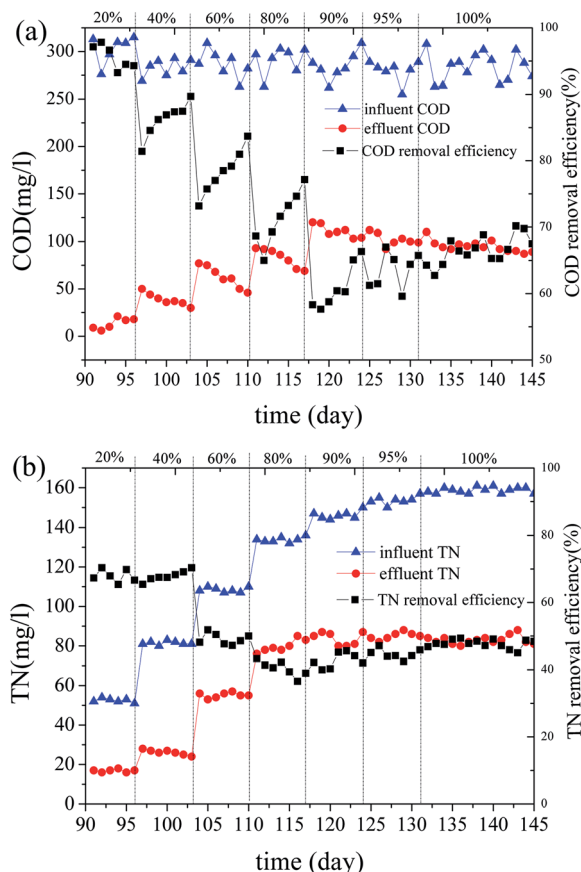 (a)
20% 40% 60% 80% 90% 95% 100%
COD(mg/l)
300
250
200
150
100
50
0
100
90
80
70
60
50
COD removal efficiency(%)
influent COD
effluent COD
COD removal efficiency
90 95 100 105 110 115 120 125 130 135 140 145
time (day)
(b)
20% 40% 60% 80% 90% 95% 100%
TN(mg/l)
160
140
120
100
80
60
40
20
0
100
80
60
40
20
0
TN removal efficiency(%)
influent TN
effluent TN
TN removal efficiency
90 95 100 105 110 115 120 125 130 135 140 145
time (day)